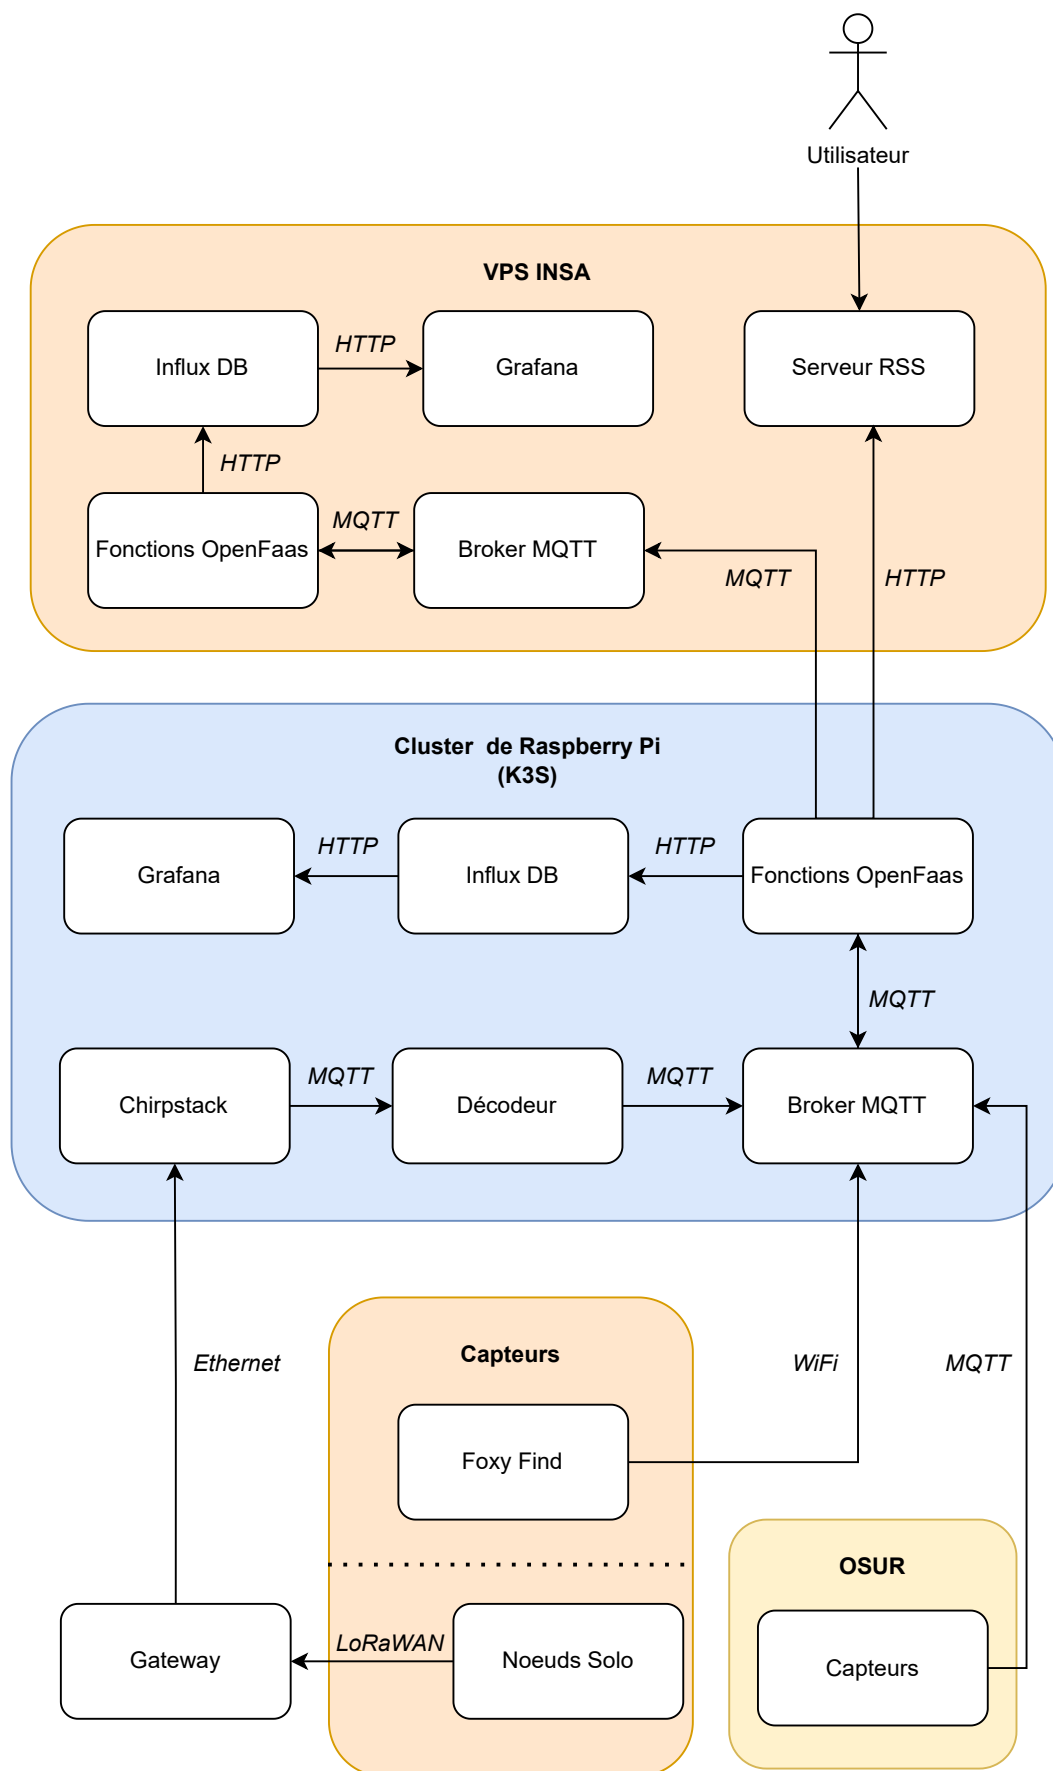 Utilisateur
VPS INSA
Influx DB
HTTP
Grafana
Serveur RSS
HTTP
Fonctions OpenFaas
MQTT
Broker MQTT
MQTT
HTTP
Cluster  de Raspberry Pi
(K3S)
Grafana
HTTP
Influx DB
HTTP
Fonctions OpenFaas
MQTT
Chirpstack
MQTT
Décodeur
MQTT
Broker MQTT
Ethernet
Capteurs
WiFi
MQTT
Foxy Find
OSUR
Gateway
LoRaWAN
Noeuds Solo
Capteurs